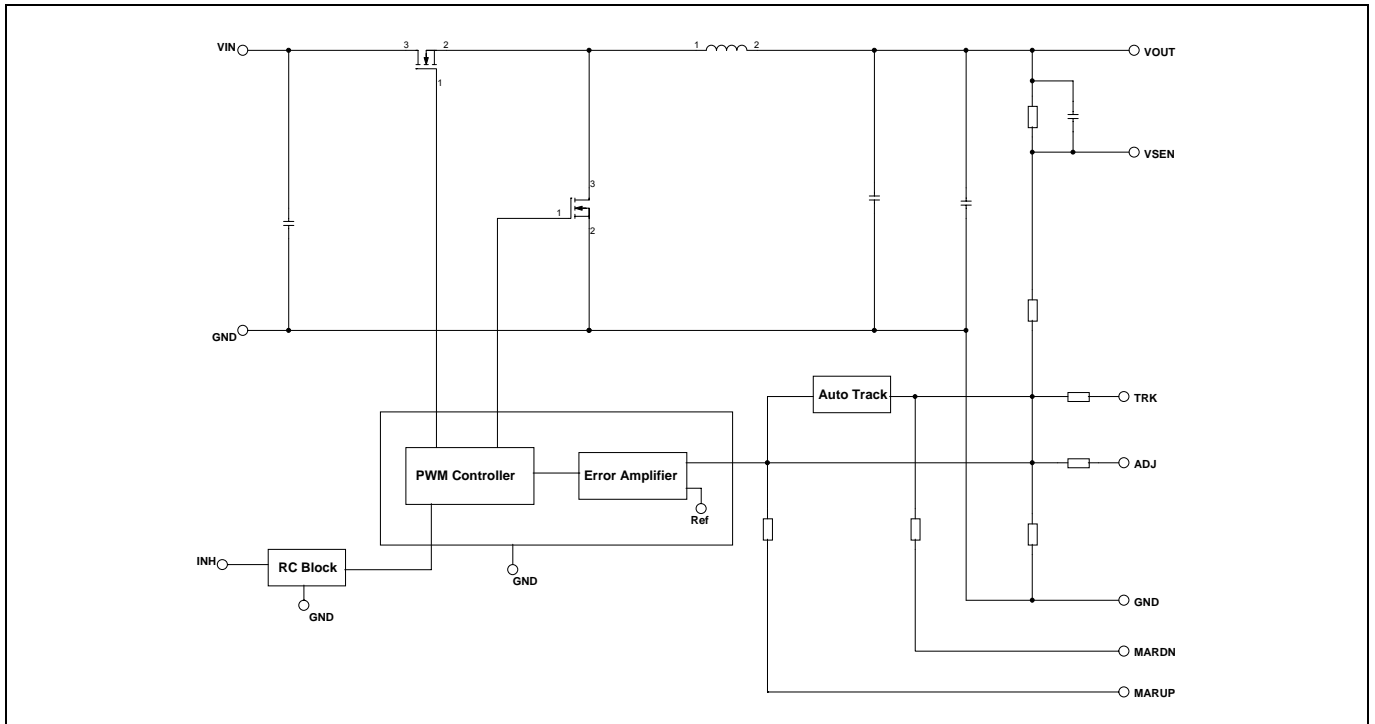 VIN
3
2
1
1
2
VOUT
VSEN
3
1
2
GND
Auto Track
TRK
PWM Controller
Error Amplifier
ADJ
Ref
INH
RC Block
GND
GND
GND
MARDN
MARUP